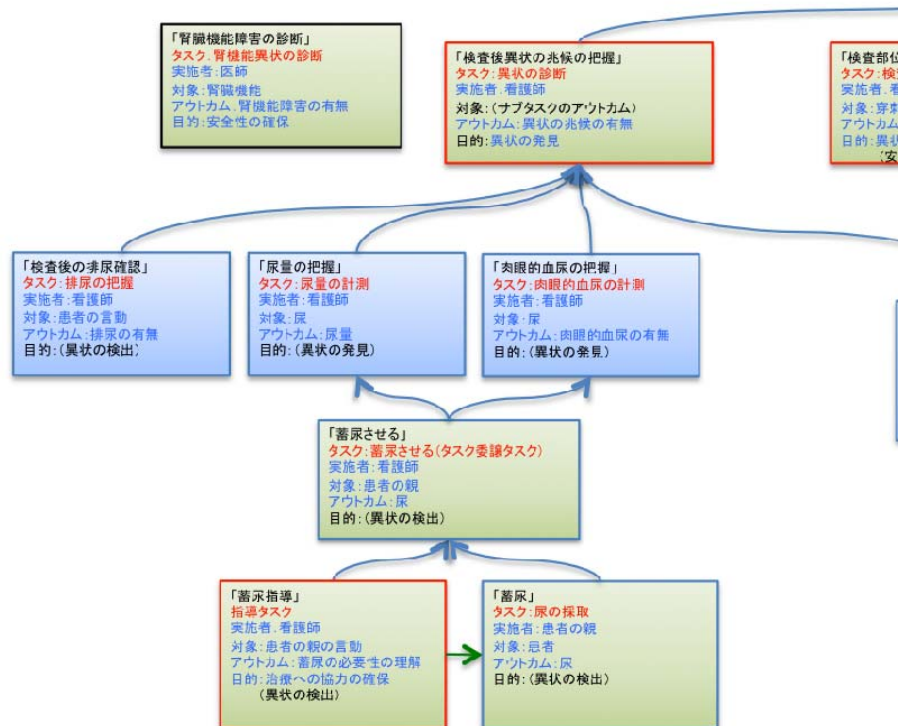 「腎臓機能障害の診断」
タスク.腎機能異状の診断
実施者:医師
対象:腎臓機能
アウトカム.腎機能障害の有無
目的:安全性の確保
「検査後異状の兆候の把握」
タスク:異状の診断
実施者.看護師
対象:(サブタスクのアウトカム)
アウトカム:異状の兆候の有無
目的:異状の発見
「検査部位
タスク:検査
実施者.看
対象:穿刺
アウトカム
目的:異状
(安
「検査後の排尿確認」
タスク:排尿の把握
実施者:看護師
対象:患者の言動
アウトカム:排尿の有無
目的:(異状の検出)
「尿量の把握」
タスク:尿量の計測
実施者:看護師
対象:尿
アウトカム:尿量
目的:(異状の発見)
「肉眼的血尿の把握」
タスク:肉眼的血尿の計測
実施者:看護師
対象:尿
アウトカム:肉眼的血尿の有無
目的:(異状の発見)
「蓄尿させる」
タスク:蓄尿させる(タスク委譲タスク)
実施者:看護師
対象:患者の親
アウトカム:尿
目的:(異状の検出)
「蓄尿指導」
指導タスク
実施者.看護師
対象:患者の親の言動
アウトカム:蓄尿の必要性の理解
目的:治療への協力の確保
(異状の検出)
「蓄尿」
タスク:尿の採取
実施者:患者の親
対象:患者
アウトカム:尿
目的:(異状の検出)